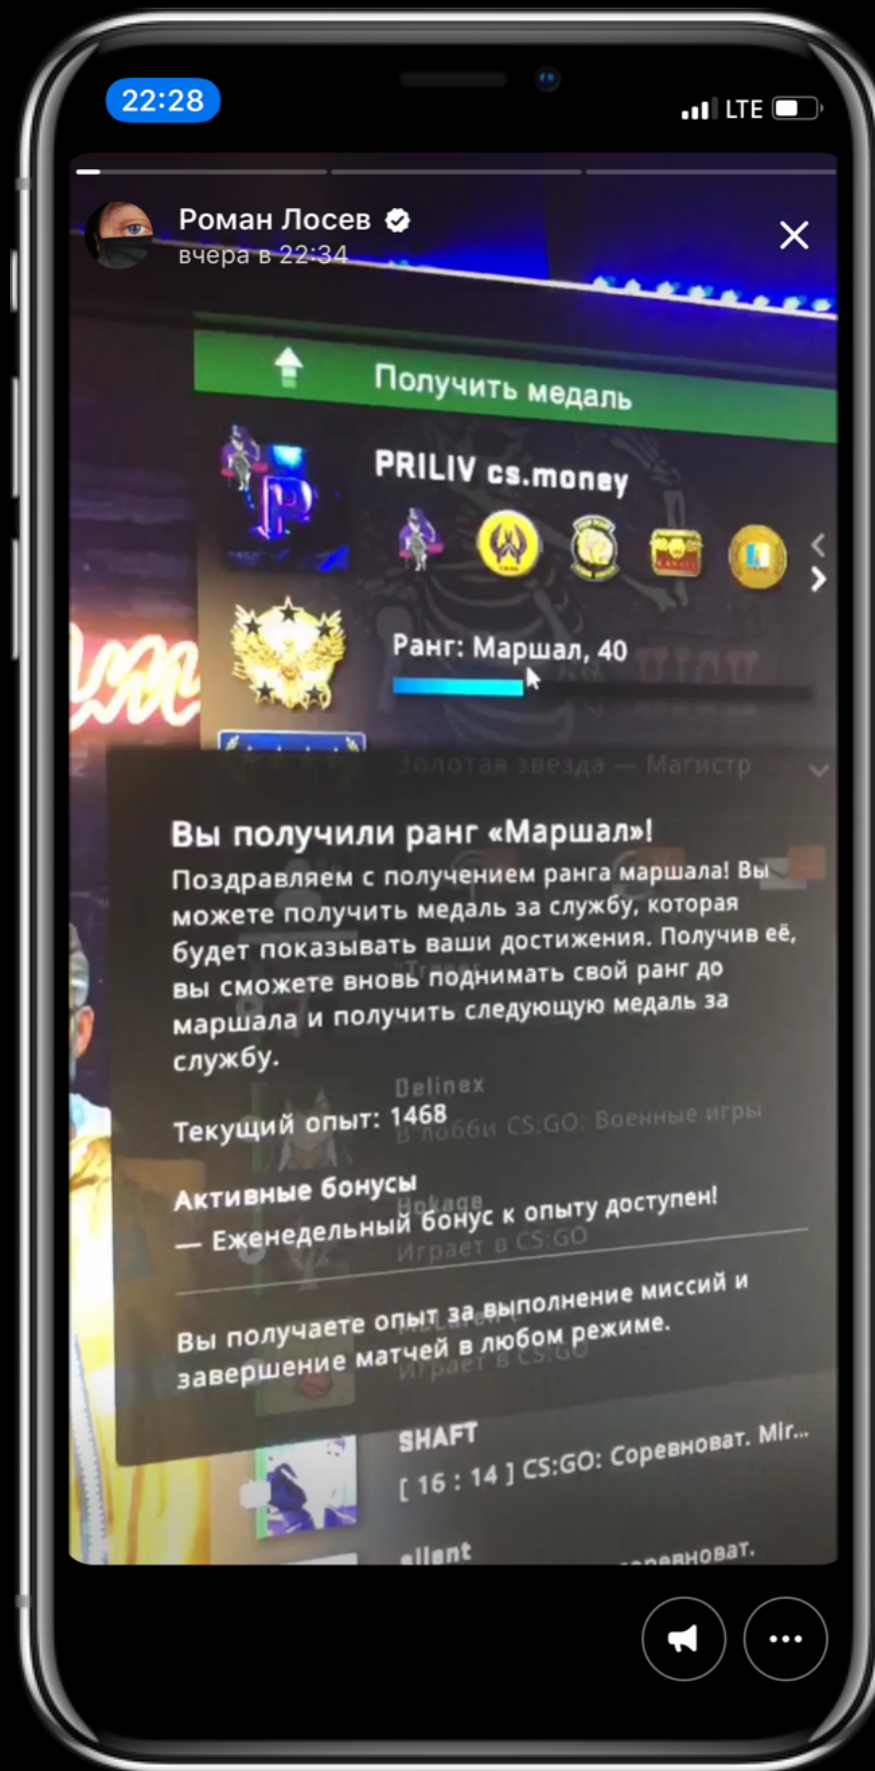 22:28
LTE
Роман Лосев
вчера в 22:34
Получить медаль
PRILIV cs.money
Ранг: Маршал, 40
Золотая звезда — Магистр
Вы получили ранг «Маршал»!
Поздравляем с получением ранга маршала! Вы
можете получить медаль за службу, которая
будет показывать ваши достижения. Получив её,
вы сможете вновь поднимать свой ранг до
маршала и получить следующую медаль за
службу.
Delinex
Текущий опыт: 1468
В лобби CS:GO: Военные игры
Активные бонусы
Hokage
— Еженедельный бонус к опыту доступен!
Играет в CS:GO
Вы получаете опыт за выполнение миссий и
завершение матчей в любом режиме.
Играет в CS:GO
SHAFT
[ 16 : 14 ] CS:GO: Соревноват. Mir...